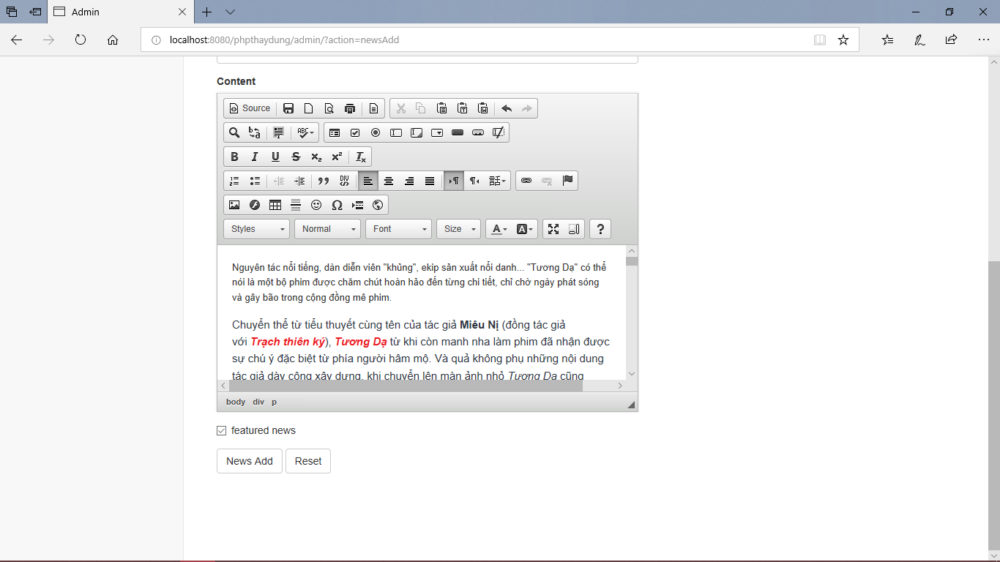 Admin
localhost:8080/phpthaydung/admin/?action=newsAdd
Content
Source
ABC
B I U S x₂ x² Tx
DIV
話
Styles Normal Font Size A A ?
Nguyên tác nổi tiếng, dàn diễn viên "khủng", ekip sản xuất nổi danh... "Tương Dạ" có thể
nói là một bộ phim được chăm chút hoàn hảo đến từng chi tiết, chỉ chờ ngày phát sóng
và gây bão trong cộng đồng mê phim.
Chuyển thể từ tiểu thuyết cùng tên của tác giả Miêu Nị (đồng tác giả
với Trạch thiên ký), Tương Dạ từ khi còn manh nha làm phim đã nhận được
sự chú ý đặc biệt từ phía người hâm mộ. Và quả không phụ những nội dung
tác giả dày công xây dựng, khi chuyển lên màn ảnh nhỏ Tương Dạ cũng
body div p
featured news
News Add Reset